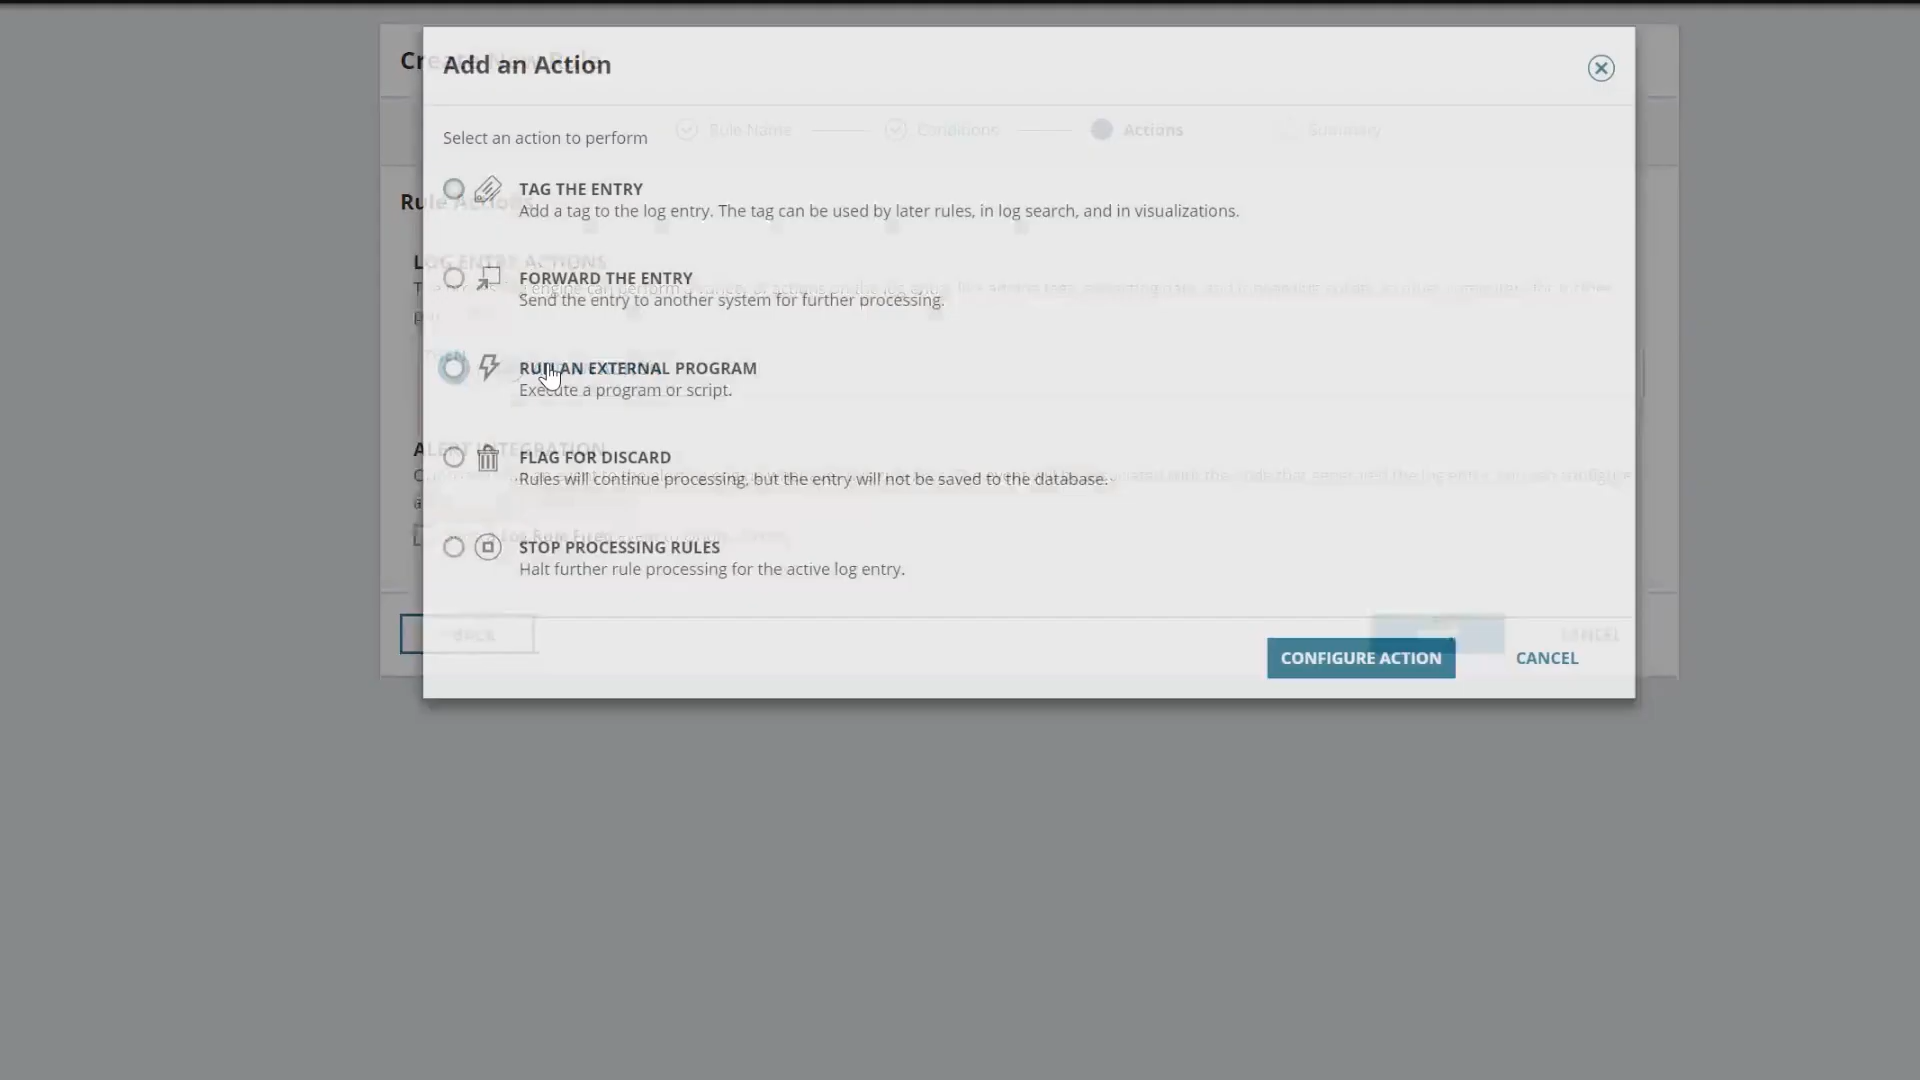 Create New Rule
Add an Action
Select an action to perform
Rule Name
Conditions
Actions
Summary
TAG THE ENTRY
Add a tag to the log entry. The tag can be used by later rules, in log search, and in visualizations.
Rule Actions
LOG ENTRY ACTIONS
FORWARD THE ENTRY
Send the entry to another system for further processing.
RUN AN EXTERNAL PROGRAM
Execute a program or script.
ALERT INTEGRATION
FLAG FOR DISCARD
Rules will continue processing, but the entry will not be saved to the database.
STOP PROCESSING RULES
Halt further rule processing for the active log entry.
BACK
CANCEL
CONFIGURE ACTION
CANCEL